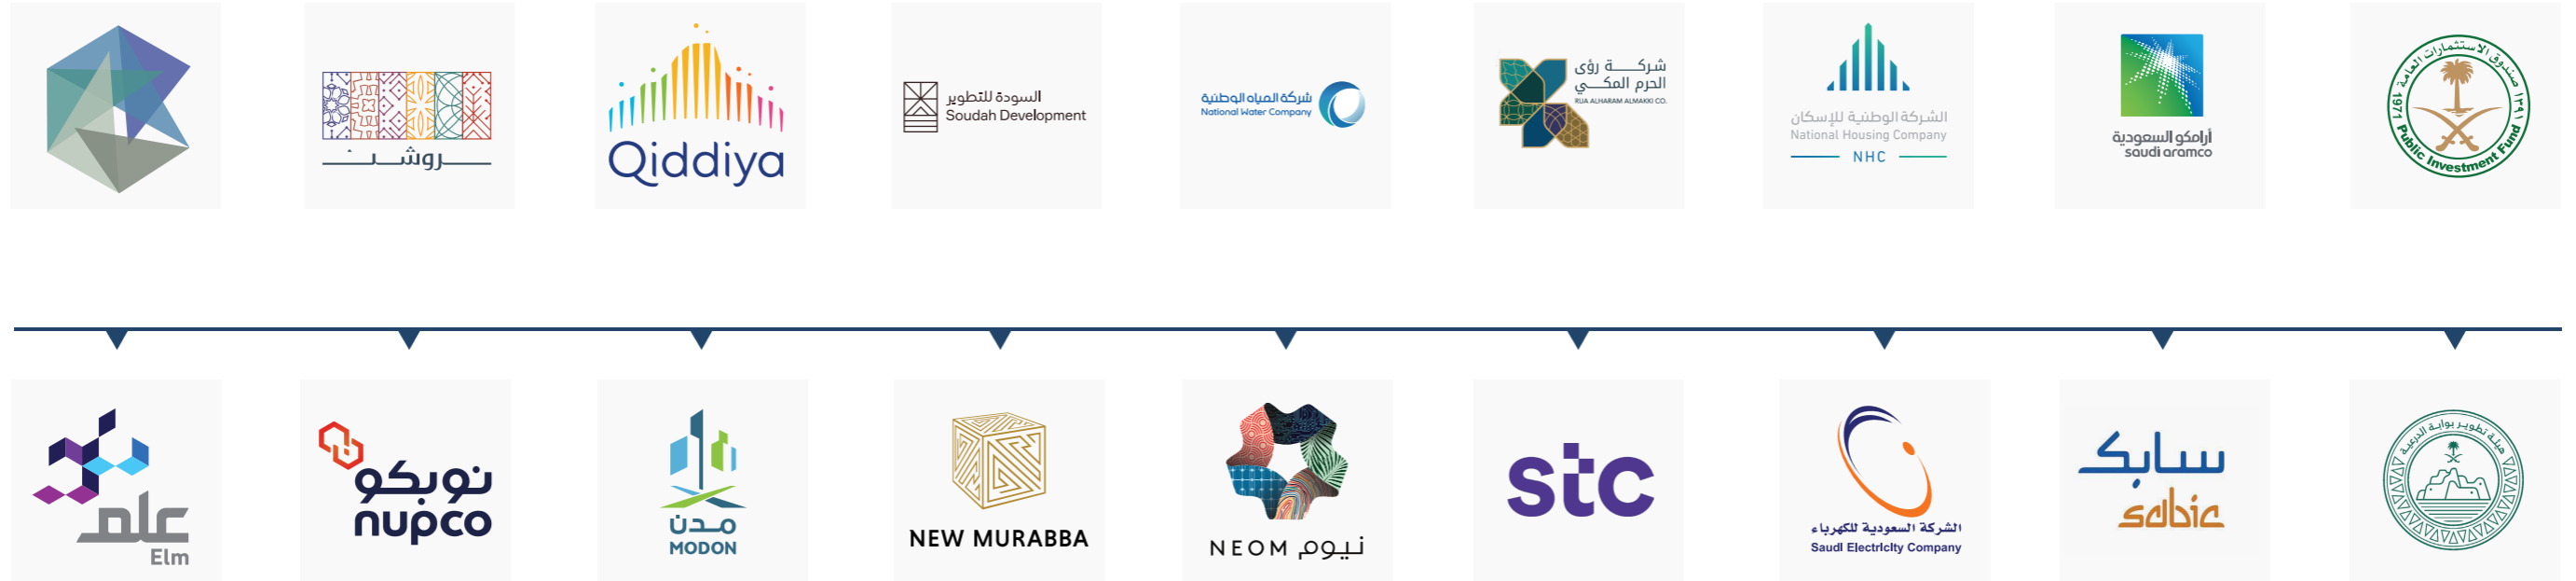 روشن
Qiddiya
السودة للتطوير
Soudah Development
شركة المياه الوطنية
National Water Company
شركة رؤى
الحرم المكي
RUA ALHARAM ALMAKKI CO.
الشركة الوطنية للإسكان
National Housing Company
NHC
أرامكو السعودية
saudi aramco
صندوق الاستثمارات العامة
١٣٩١
1971 Public Investment Fund
علم
Elm
نوبكو
nupco
مدن
MODON
NEW MURABBA
NEOM نيوم
stc
الشركة السعودية للكهرباء
Saudi Electricity Company
سابك
sabic
هيئة تطوير بوابة الدرعية